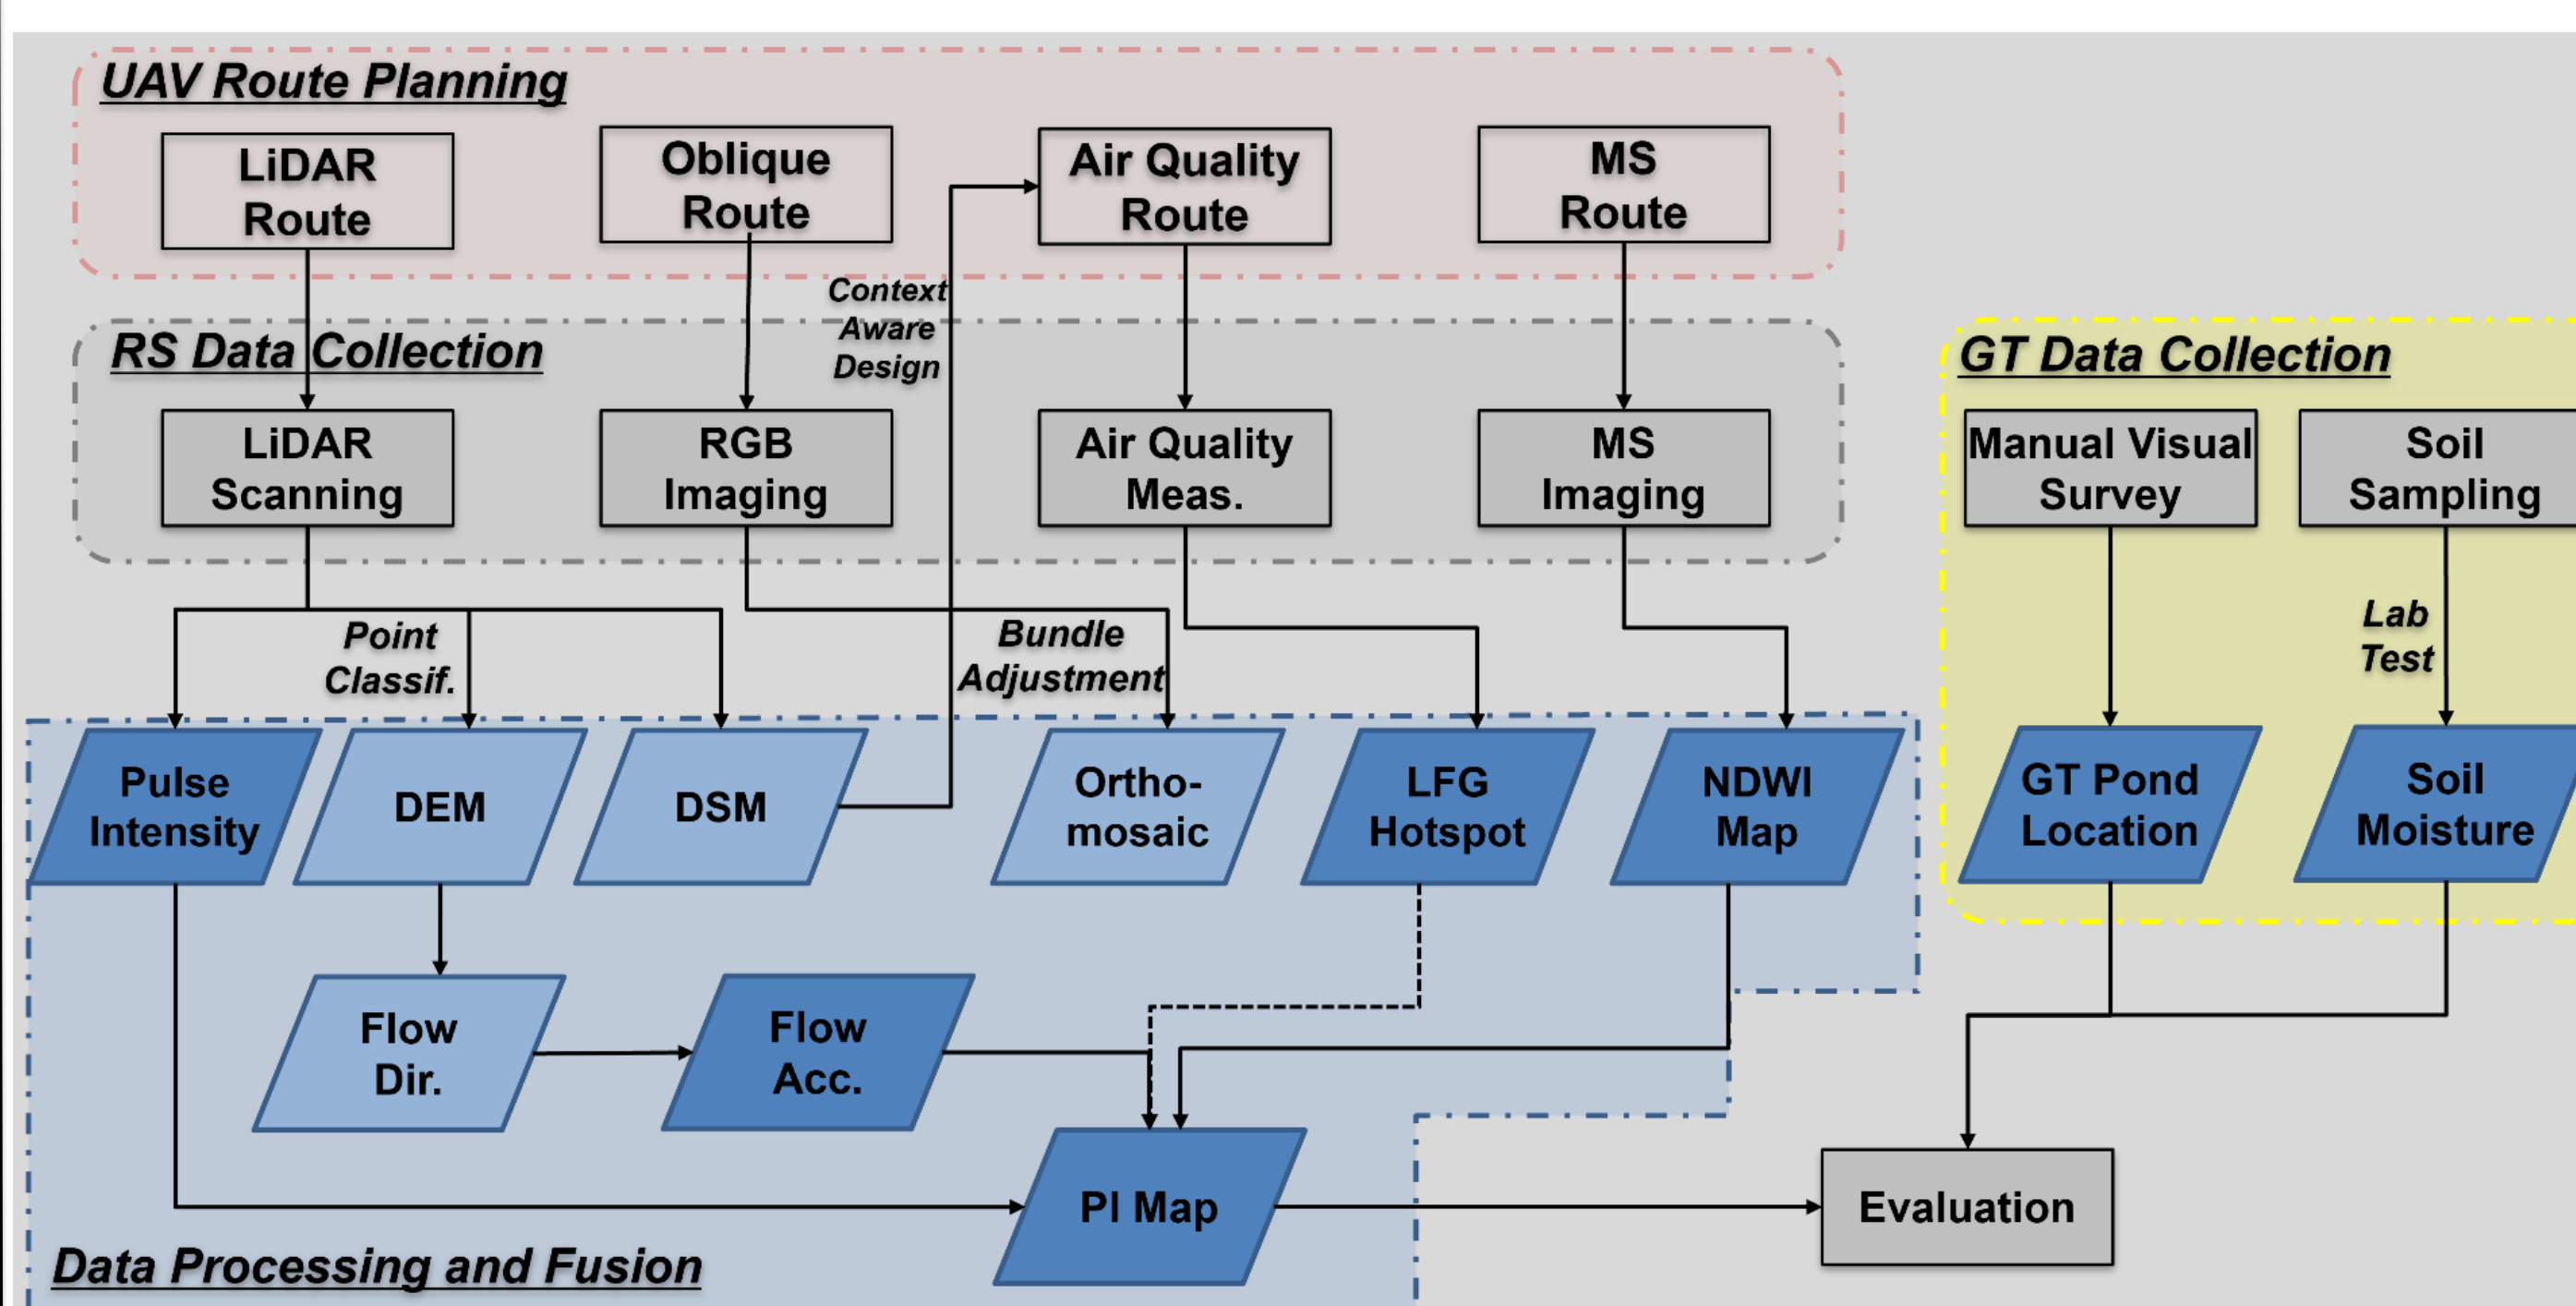 UAV Route Planning
LiDAR
Route
Oblique
Route
Air Quality
Route
MS
Route
Context
Aware
Design
RS Data Collection
LiDAR
Scanning
RGB
Imaging
Air Quality
Meas.
MS
Imaging
GT Data Collection
Manual Visual
Survey
Soil
Sampling
Point
Classif.
Bundle
Adjustment
Lab
Test
Pulse
Intensity
DEM
DSM
Ortho-
mosaic
LFG
Hotspot
NDWI
Map
GT Pond
Location
Soil
Moisture
Flow
Dir.
Flow
Acc.
PI Map
Evaluation
Data Processing and Fusion